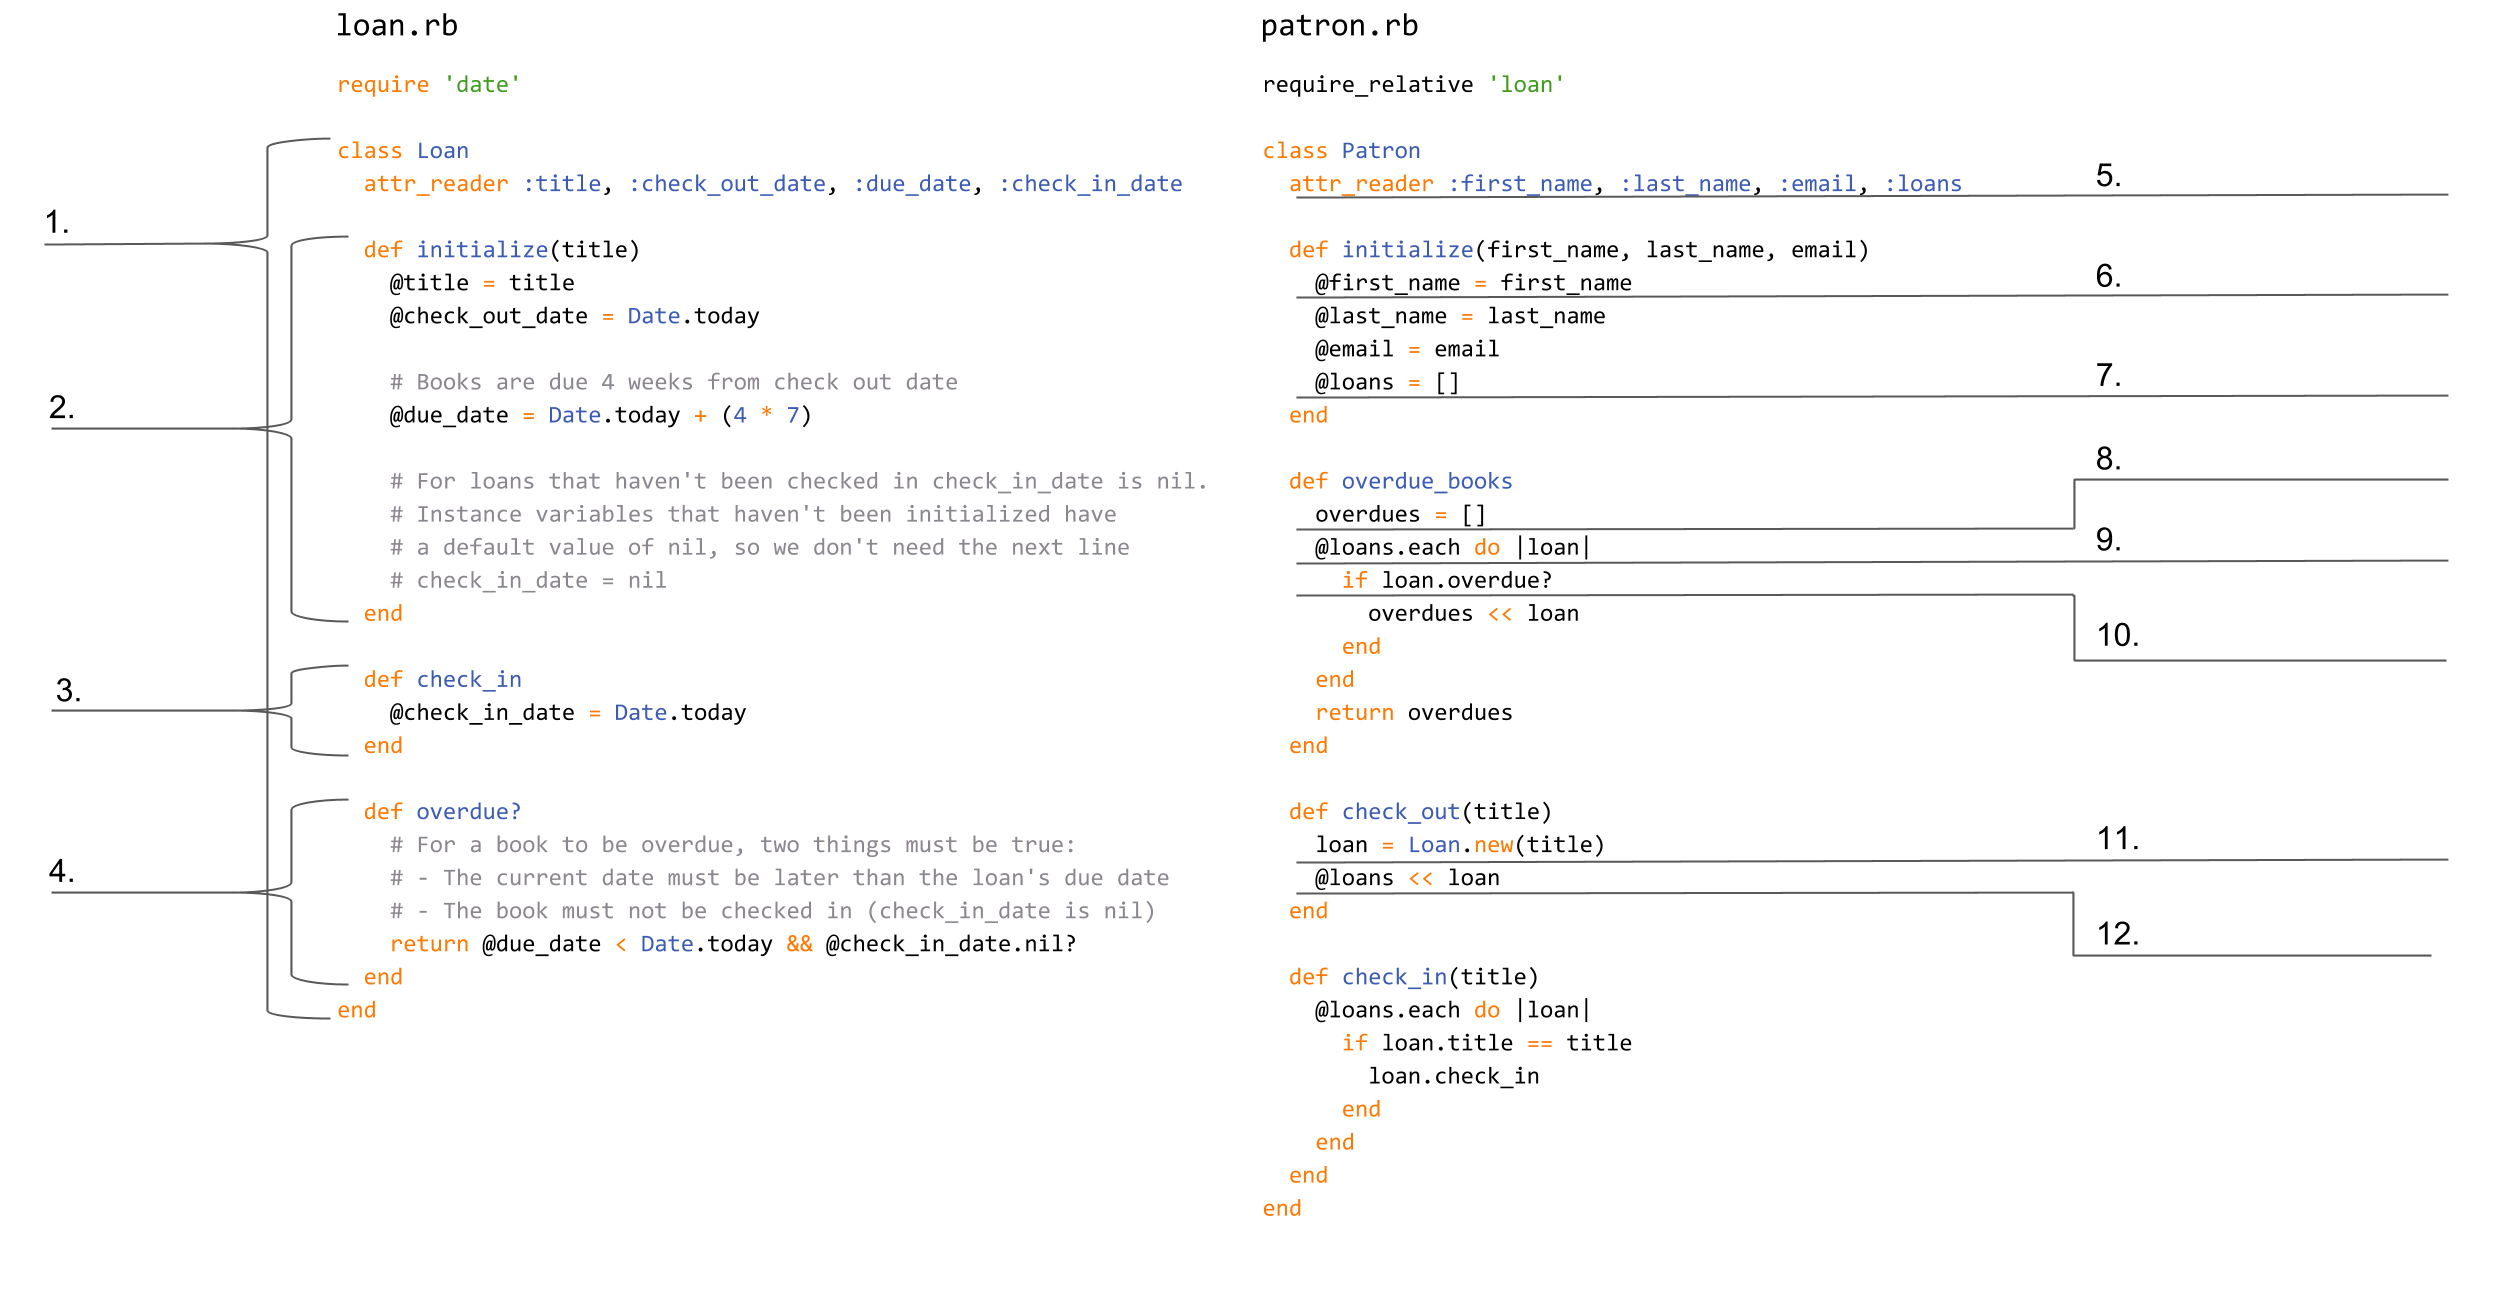 loan.rb
require 'date'
1.
class Loan
attr_reader :title, :check_out_date, :due_date, :check_in_date
2.
def initialize(title)
@title = title
@check_out_date = Date.today
# Books are due 4 weeks from check out date
@due_date = Date.today + (4 * 7)
# For loans that haven't been checked in check_in_date is nil.
# Instance variables that haven't been initialized have
# a default value of nil, so we don't need the next line
# check_in_date = nil
end
3.
def check_in
@check_in_date = Date.today
end
4.
def overdue?
# For a book to be overdue, two things must be true:
# - The current date must be later than the loan's due date
# - The book must not be checked in (check_in_date is nil)
return @due_date < Date.today && @check_in_date.nil?
end
end
patron.rb
require_relative 'loan'
class Patron
attr_reader :first_name, :last_name, :email, :loans
5.
def initialize(first_name, last_name, email)
@first_name = first_name
6.
@last_name = last_name
@email = email
@loans = []
7.
end
def overdue_books
overdues = []
8.
@loans.each do |loan|
9.
if loan.overdue?
10.
overdues << loan
end
end
return overdues
end
def check_out(title)
loan = Loan.new(title)
11.
@loans << loan
12.
end
def check_in(title)
@loans.each do |loan|
if loan.title == title
loan.check_in
end
end
end
end